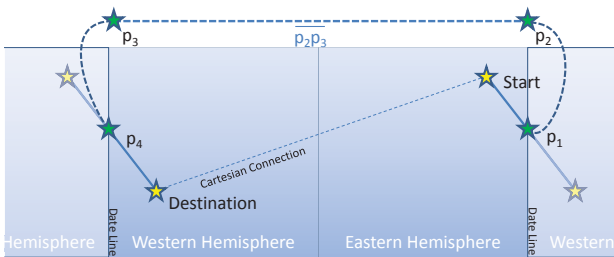 p3
p2p3
p2
Start
p4
p1
Cartesian Connection
Destination
Hemisphere
Date Line
Western Hemisphere
Eastern Hemisphere
Date Line
Western